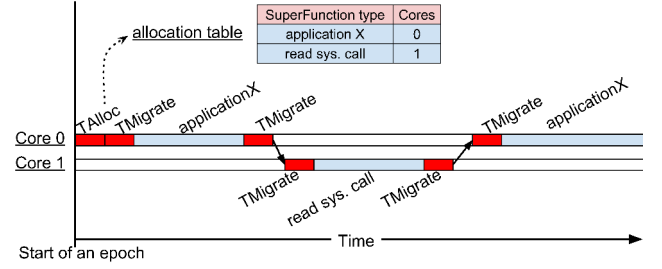 allocation table
SuperFunction type Cores
application X 0
read sys. call 1
TAlloc
TMigrate
applicationX
TMigrate
TMigrate
applicationX
Core 0
Core 1
TMigrate
read sys. call
TMigrate
Time
Start of an epoch